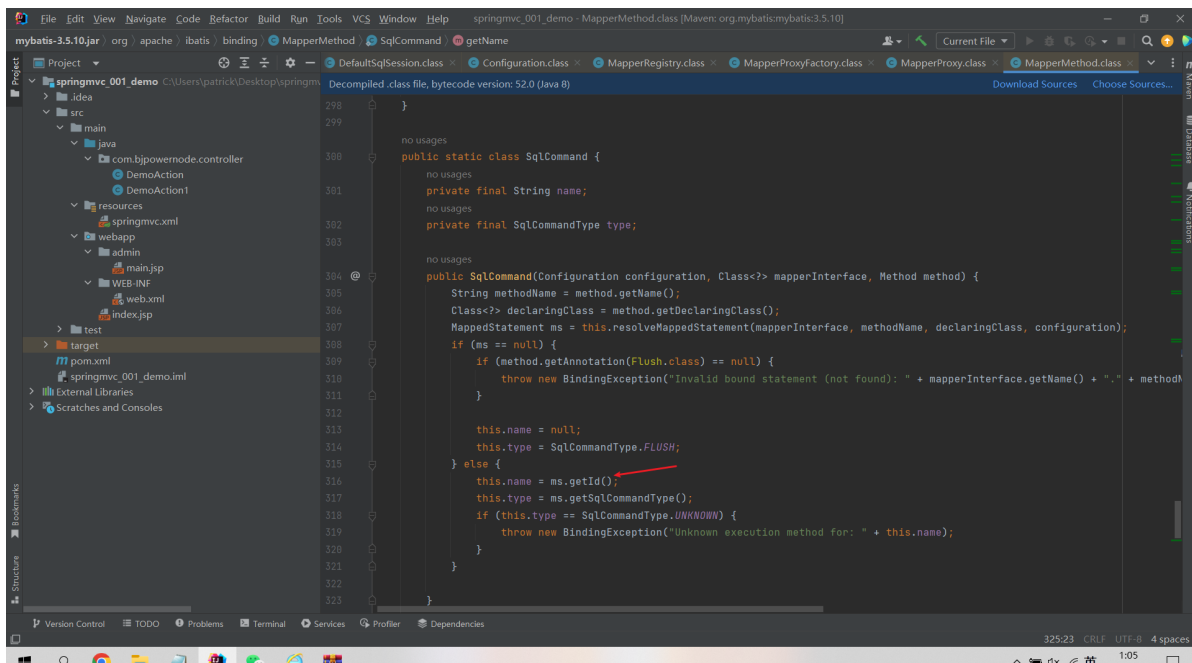 File Edit View Navigate Code Refactor Build Run Tools VCS Window Help springmvc_001_demo - MapperMethod.class [Maven: org.mybatis:mybatis:3.5.10]
mybatis-3.5.10.jar org apache ibatis binding MapperMethod SqlCommand getName Current File
Project DefaultSqlSession.class Configuration.class MapperRegistry.class MapperProxyFactory.class MapperProxy.class MapperMethod.class
Decompiled .class file, bytecode version: 52.0 (Java 8) Download Sources Choose Sources...
Project
springmvc_001_demo C:\Users\patrick\Desktop\springm
.idea
src
main
java
com.bjpowernode.controller
DemoAction
DemoAction1
resources
springmvc.xml
webapp
admin
main.jsp
WEB-INF
web.xml
index.jsp
test
target
pom.xml
springmvc_001_demo.iml
External Libraries
Scratches and Consoles
Bookmarks
Structure
298 }
299
no usages
300 public static class SqlCommand {
no usages
301 private final String name;
no usages
302 private final SqlCommandType type;
303
no usages
304 @ public SqlCommand(Configuration configuration, Class<?> mapperInterface, Method method) {
305 String methodName = method.getName();
306 Class<?> declaringClass = method.getDeclaringClass();
307 MappedStatement ms = this.resolveMappedStatement(mapperInterface, methodName, declaringClass, configuration);
308 if (ms == null) {
309 if (method.getAnnotation(Flush.class) == null) {
310 throw new BindingException("Invalid bound statement (not found): " + mapperInterface.getName() + "." + methodN
311 }
312
313 this.name = null;
314 this.type = SqlCommandType.FLUSH;
315 } else {
316 this.name = ms.getId();
317 this.type = ms.getSqlCommandType();
318 if (this.type == SqlCommandType.UNKNOWN) {
319 throw new BindingException("Unknown execution method for: " + this.name);
320 }
321 }
322
323 }
Maven
Database
Notifications
Version Control TODO Problems Terminal Services Profiler Dependencies
325:23 CRLF UTF-8 4 spaces
英 1:05